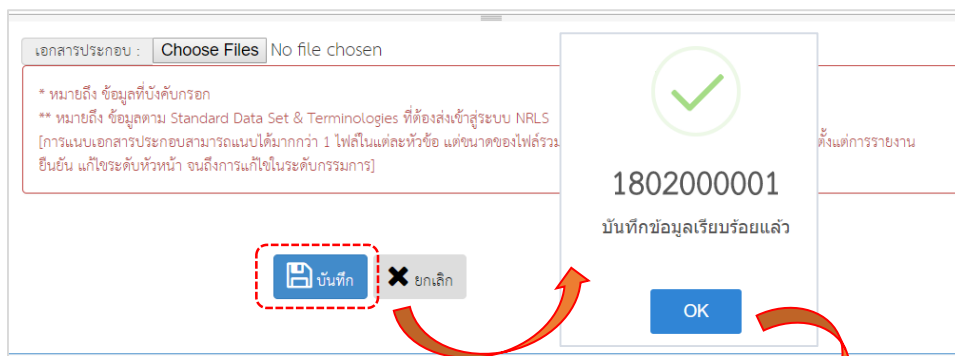 เอกสารประกอบ : Choose Files No file chosen
* หมายถึง ข้อมูลที่บังคับกรอก
** หมายถึง ข้อมูลตาม Standard Data Set & Terminologies ที่ต้องส่งเข้าสู่ระบบ NRLS
[การแนบเอกสารประกอบสามารถแนบได้มากกว่า 1 ไฟล์ในแต่ละหัวข้อ แต่ขนาดของไฟล์รวม ตั้งแต่การรายงาน
ยืนยัน แก้ไขระดับหัวหน้า จนถึงการแก้ไขในระดับกรรมการ]
1802000001
บันทึกข้อมูลเรียบร้อยแล้ว
บันทึก ยกเลิก
OK